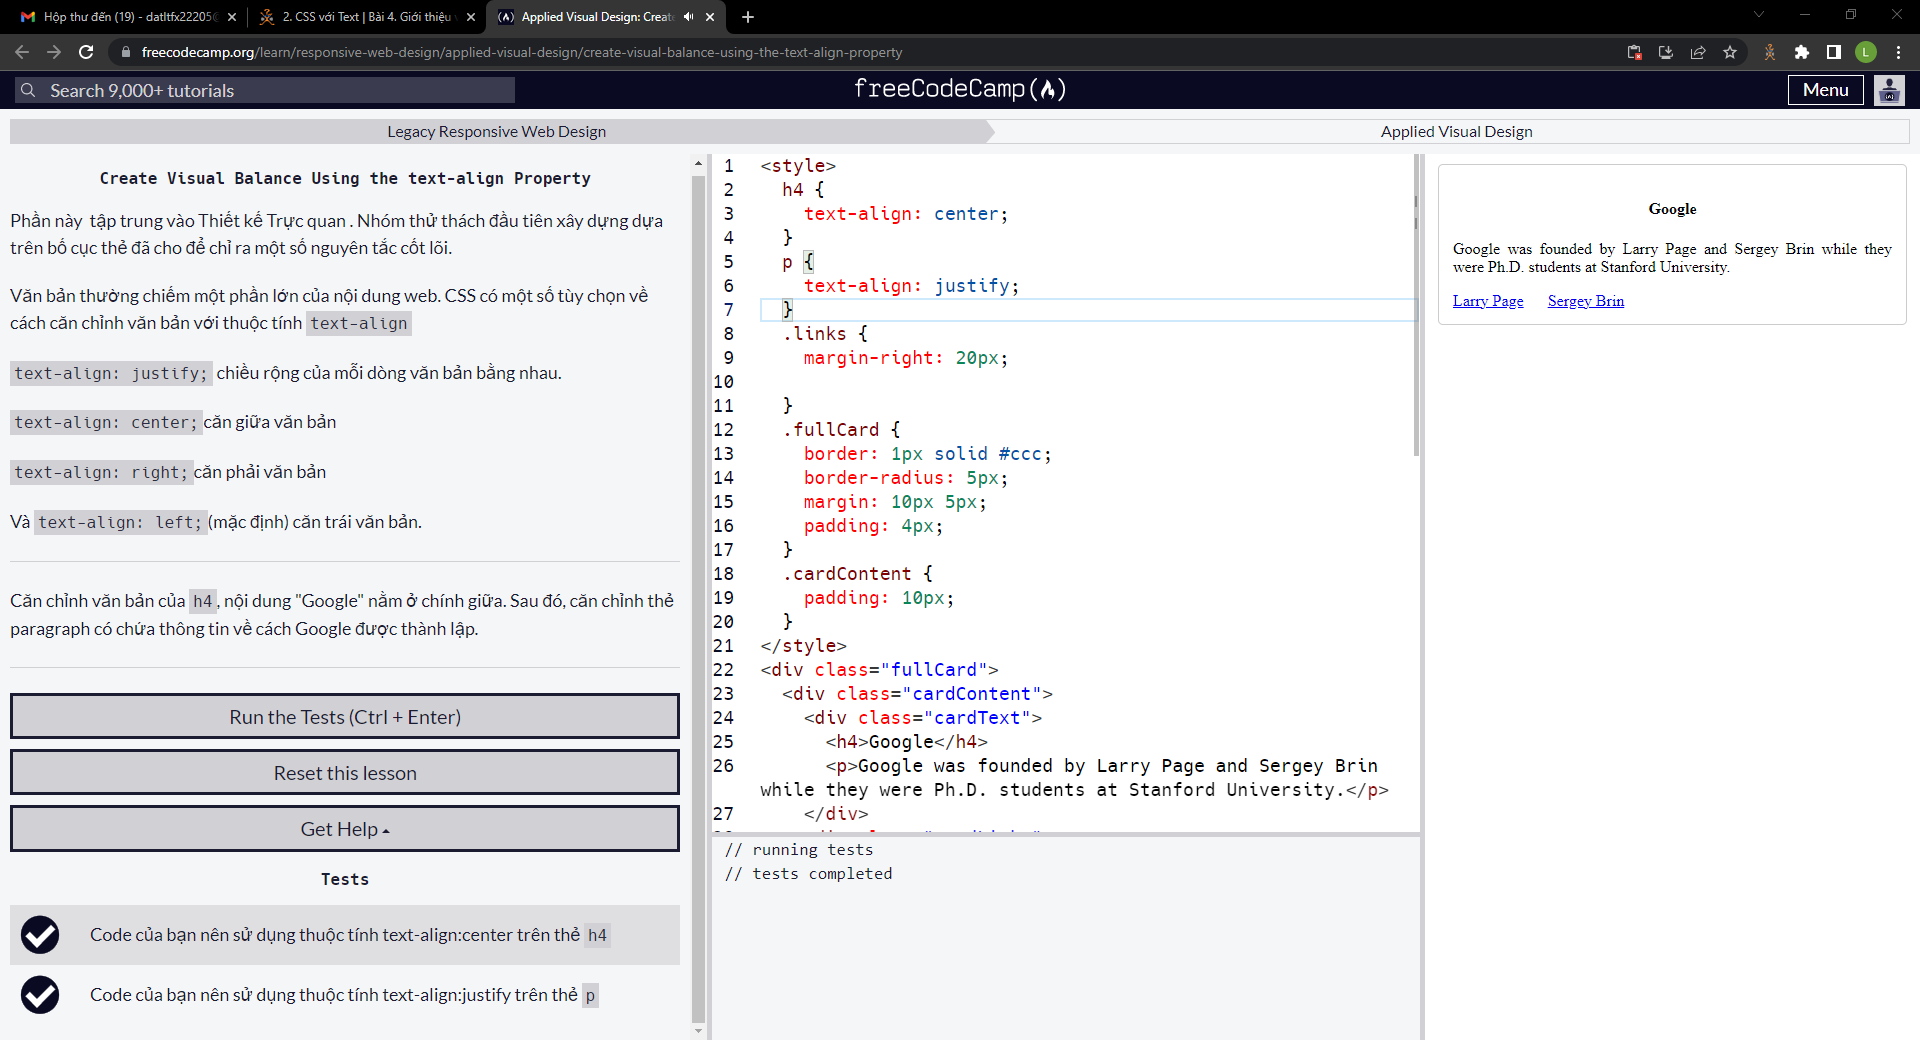 Hộp thư đến (19) - datltfx22205@
2. CSS với Text | Bài 4. Giới thiệu
Applied Visual Design: Creat
freecodecamp.org/learn/responsive-web-design/applied-visual-design/create-visual-balance-using-the-text-align-property
L
Search 9,000+ tutorials
freeCodeCamp
Menu
Legacy Responsive Web Design
Applied Visual Design
Create Visual Balance Using the text-align Property
Phần này tập trung vào Thiết kế Trực quan . Nhóm thử thách đầu tiên xây dựng dựa
trên bố cục thẻ đã cho để chỉ ra một số nguyên tắc cốt lõi.
Văn bản thường chiếm một phần lớn của nội dung web. CSS có một số tùy chọn về
cách căn chỉnh văn bản với thuộc tính text-align
text-align: justify; chiều rộng của mỗi dòng văn bản bằng nhau.
text-align: center; căn giữa văn bản
text-align: right; căn phải văn bản
Và text-align: left; (mặc định) căn trái văn bản.
Căn chỉnh văn bản của h4 , nội dung "Google" nằm ở chính giữa. Sau đó, căn chỉnh thẻ
paragraph có chứa thông tin về cách Google được thành lập.
Run the Tests (Ctrl + Enter)
Reset this lesson
Get Help
Tests
Code của bạn nên sử dụng thuộc tính text-align:center trên thẻ h4
Code của bạn nên sử dụng thuộc tính text-align:justify trên thẻ p
1 <style>
2 h4 {
3 text-align: center;
4 }
5 p {
6 text-align: justify;
7 }
8 .links {
9 margin-right: 20px;
10
11 }
12 .fullCard {
13 border: 1px solid #ccc;
14 border-radius: 5px;
15 margin: 10px 5px;
16 padding: 4px;
17 }
18 .cardContent {
19 padding: 10px;
20 }
21 </style>
22 <div class="fullCard">
23 <div class="cardContent">
24 <div class="cardText">
25 <h4>Google</h4>
26 <p>Google was founded by Larry Page and Sergey Brin
while they were Ph.D. students at Stanford University.</p>
27 </div>
// running tests
// tests completed
Google
Google was founded by Larry Page and Sergey Brin while they
were Ph.D. students at Stanford University.
Larry Page Sergey Brin